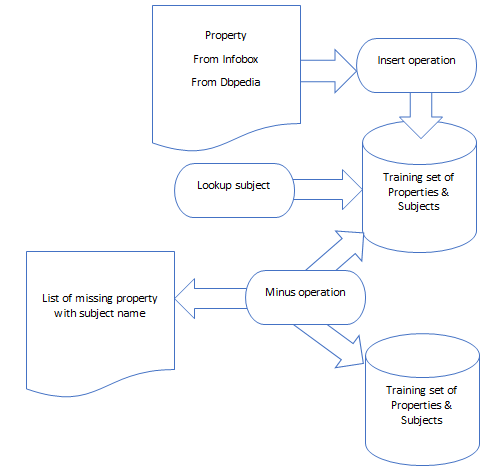 Property
From Infobox
From Dbpedia
Insert operation
Training set of
Properties &
Subjects
Lookup subject
Minus operation
List of missing property
with subject name
Training set of
Properties &
Subjects